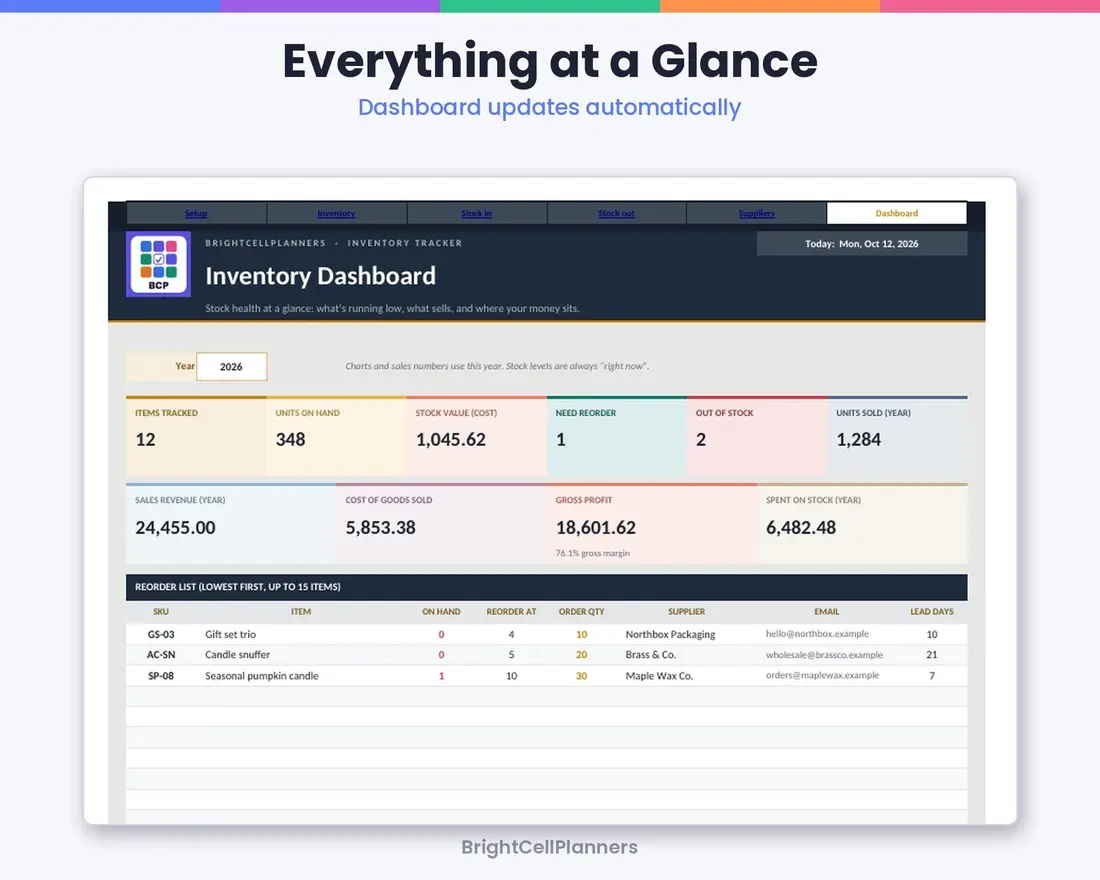 Everything at a Glance
Dashboard updates automatically
Setup Inventory Stock in Stock out Suppliers Dashboard
BRIGHTCELLPLANNERS · INVENTORY TRACKER
Today: Mon, Oct 12, 2026
BCP
Inventory Dashboard
Stock health at a glance: what's running low, what sells, and where your money sits.
Year 2026 Charts and sales numbers use this year. Stock levels are always "right now".
ITEMS TRACKED UNITS ON HAND STOCK VALUE (COST) NEED REORDER OUT OF STOCK UNITS SOLD (YEAR)
12 348 1,045.62 1 2 1,284
SALES REVENUE (YEAR) COST OF GOODS SOLD GROSS PROFIT SPENT ON STOCK (YEAR)
24,455.00 5,853.38 18,601.62 6,482.48
76.1% gross margin
REORDER LIST (LOWEST FIRST, UP TO 15 ITEMS)
SKU ITEM ON HAND REORDER AT ORDER QTY SUPPLIER EMAIL LEAD DAYS
GS-03 Gift set trio 0 4 10 Northbox Packaging hello@northbox.example 10
AC-SN Candle snuffer 0 5 20 Brass & Co. wholesale@brassco.example 21
SP-08 Seasonal pumpkin candle 1 10 30 Maple Wax Co. orders@maplewax.example 7
BrightCellPlanners